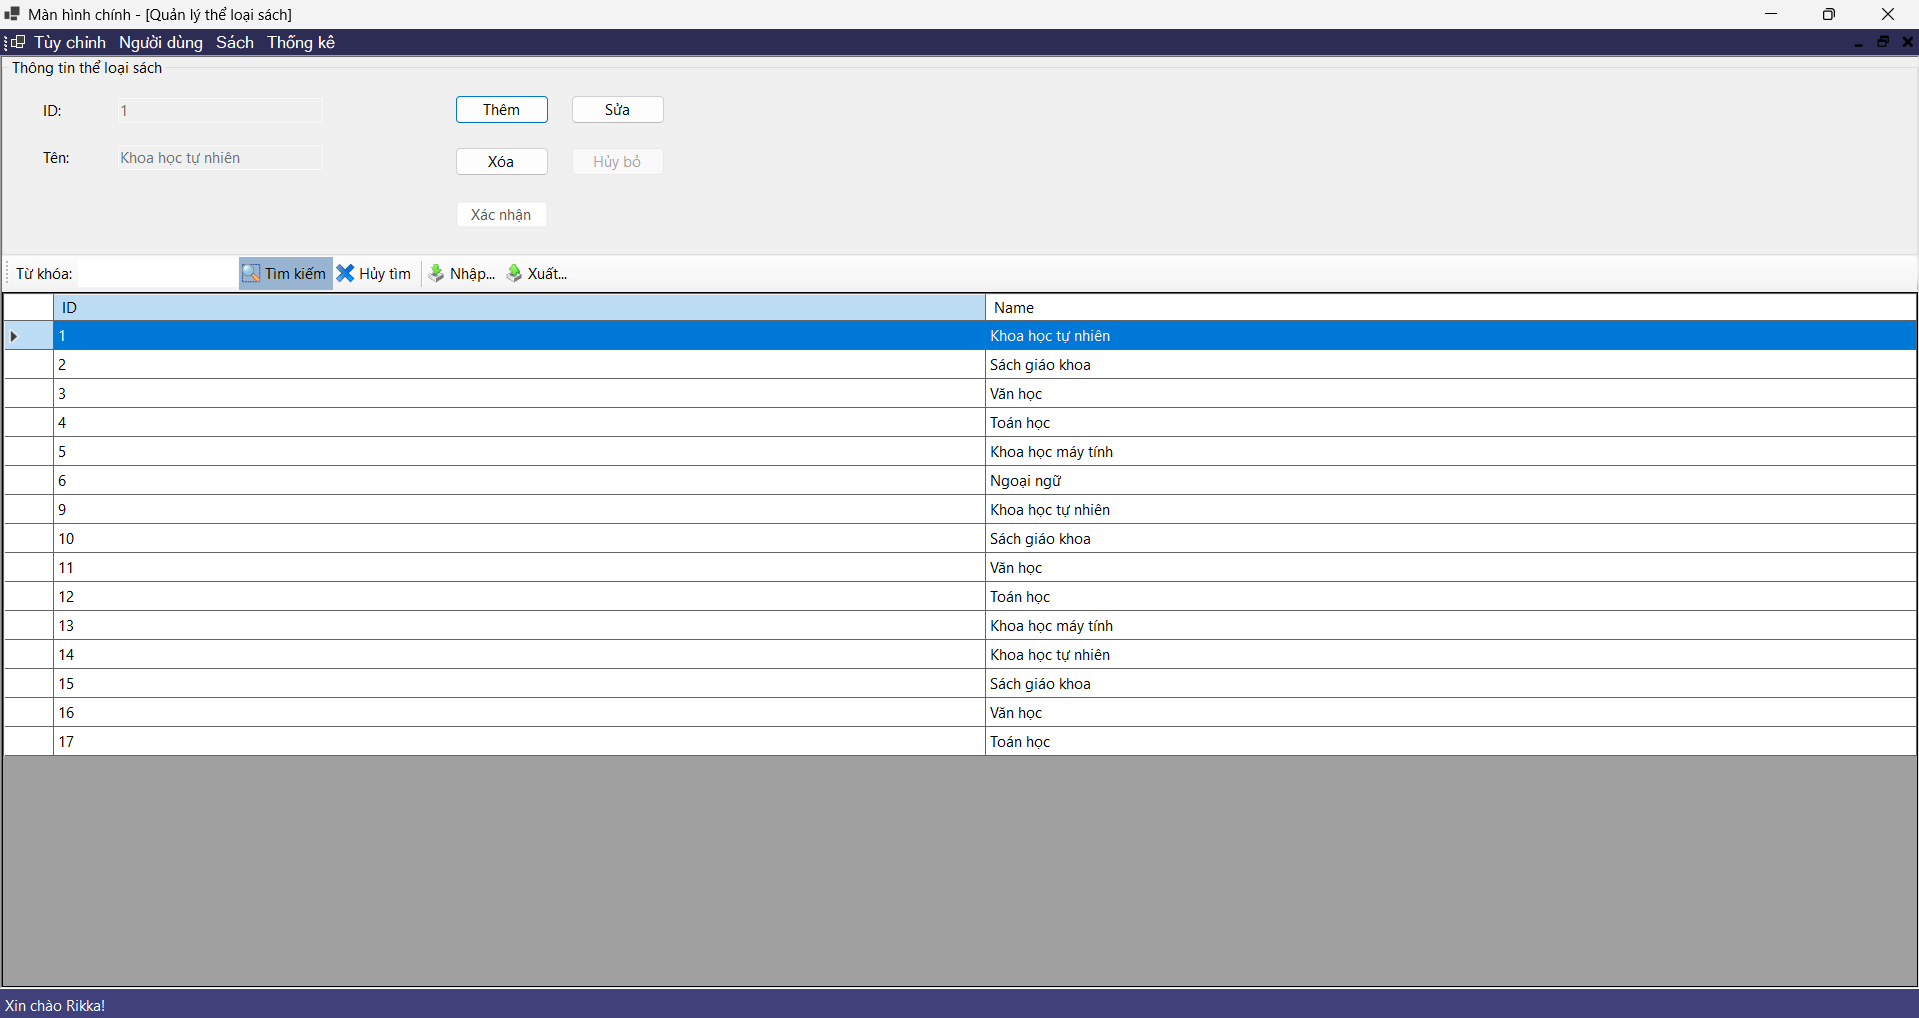 Màn hình chính - [Quản lý thể loại sách]
Tùy chỉnh Người dùng Sách Thống kê
Thông tin thể loại sách
ID: 1 Thêm Sửa
Tên: Khoa học tự nhiên Xóa Hủy bỏ
Xác nhận
Từ khóa: Tìm kiếm Hủy tìm Nhập... Xuất...
ID Name
1 Khoa học tự nhiên
2 Sách giáo khoa
3 Văn học
4 Toán học
5 Khoa học máy tính
6 Ngoại ngữ
9 Khoa học tự nhiên
10 Sách giáo khoa
11 Văn học
12 Toán học
13 Khoa học máy tính
14 Khoa học tự nhiên
15 Sách giáo khoa
16 Văn học
17 Toán học
Xin chào Rikka!